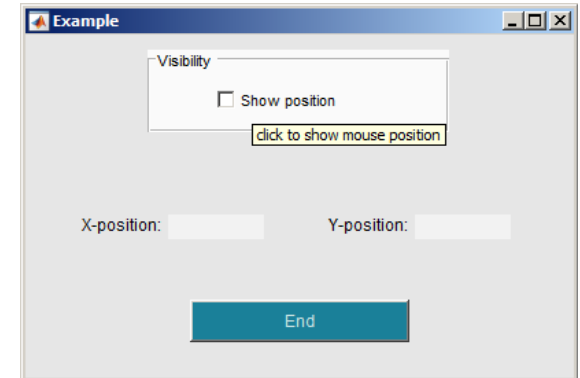 Example
Visibility
Show position
click to show mouse position
X-position:
Y-position:
End